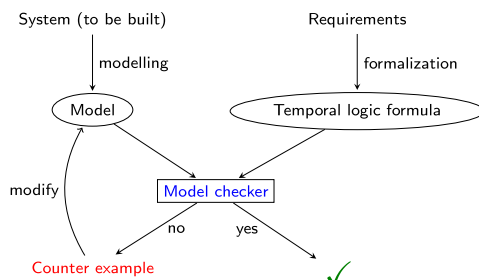 System (to be built)
Requirements
modelling
formalization
Model
Temporal logic formula
modify
Model checker
no
yes
Counter example